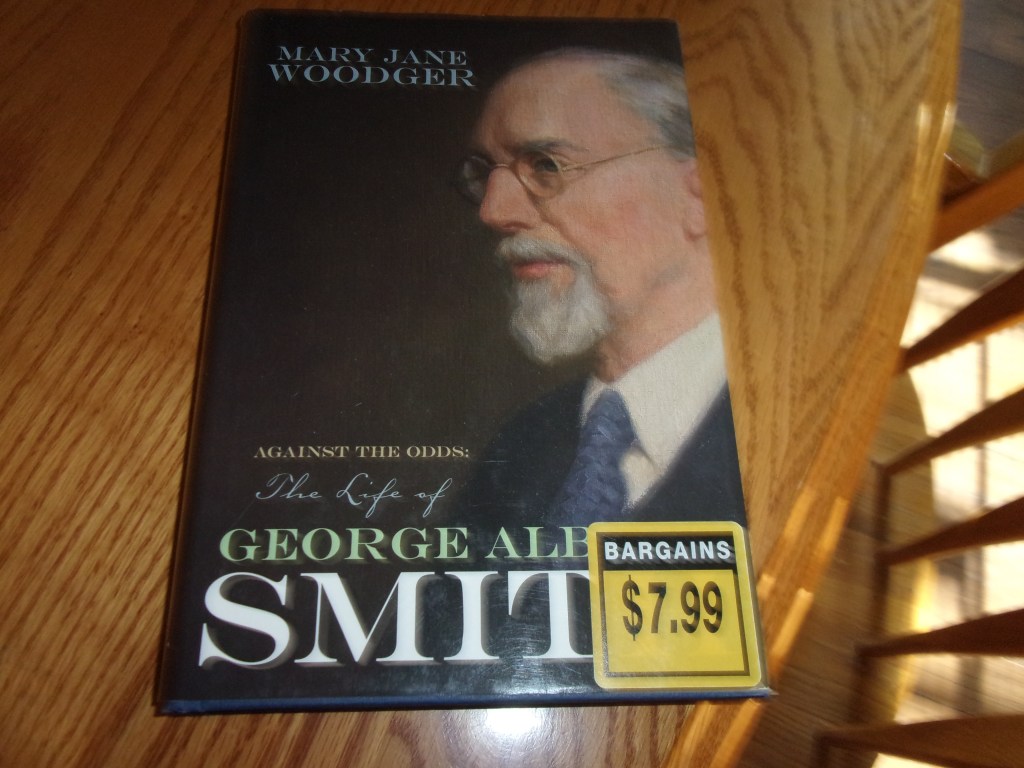 MARY JANE
WOODGER
AGAINST THE ODDS:
The Life of
GEORGE ALB
SMIT
BARGAINS
$7.99